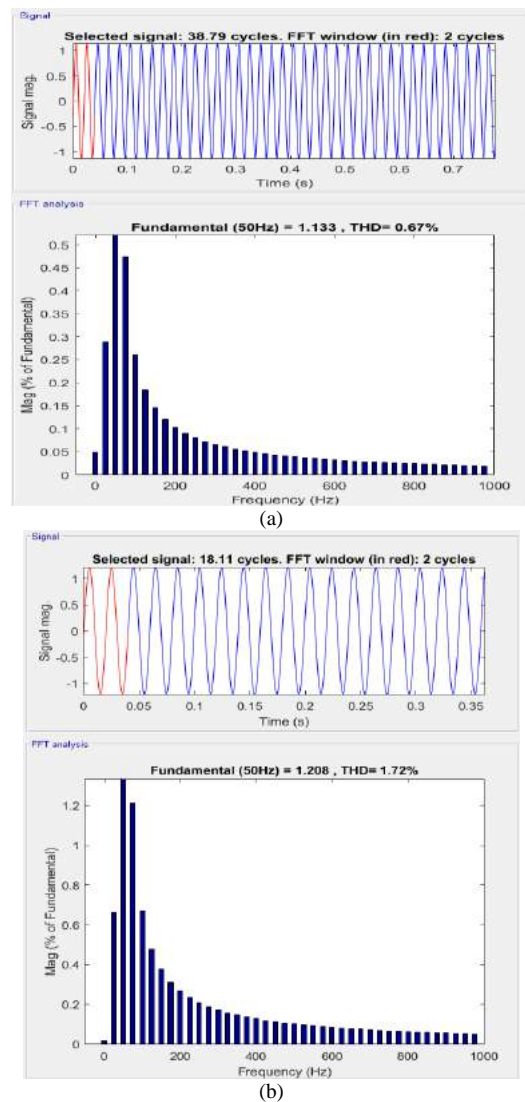 Signal
Selected signal: 38.79 cycles. FFT window (in red): 2 cycles
1
0.5
0
-0.5
-1
Signal mag.
0 0.1 0.2 0.3 0.4 0.5 0.6 0.7
Time (s)
FFT analysis
Fundamental (50Hz) = 1.133 , THD= 0.67%
0.5
0.45
0.4
0.35
0.3
0.25
0.2
0.15
0.1
0.05
0
Mag (% of Fundamental)
0 200 400 600 800 1000
Frequency (Hz)
(a)
Signal
Selected signal: 18.11 cycles. FFT window (in red): 2 cycles
1
0.5
0
-0.5
-1
Signal mag.
0 0.05 0.1 0.15 0.2 0.25 0.3 0.35
Time (s)
FFT analysis
Fundamental (50Hz) = 1.208 , THD= 1.72%
1.2
1
0.8
0.6
0.4
0.2
0
Mag (% of Fundamental)
0 200 400 600 800 1000
Frequency (Hz)
(b)